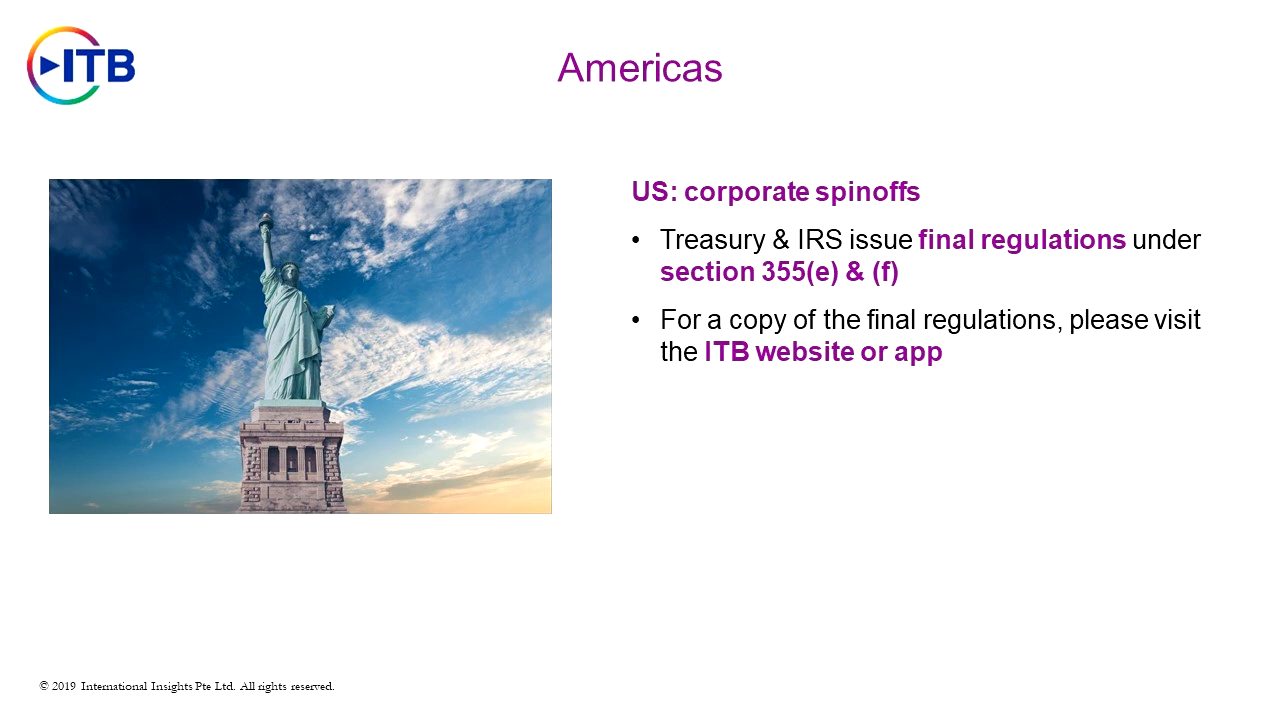 ITB
Americas
US: corporate spinoffs
• Treasury & IRS issue final regulations under
section 355(e) & (f)
• For a copy of the final regulations, please visit
the ITB website or app
© 2019 International Insights Pte Ltd. All rights reserved.